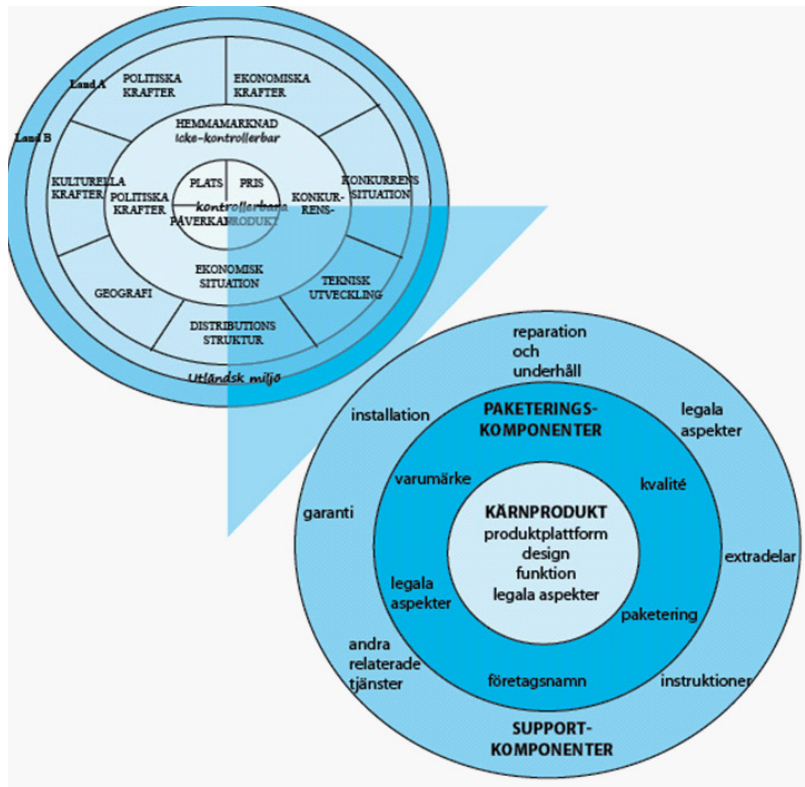 POLITISKA
KRAFTER
EKONOMISKA
KRAFTER
Land A
Land B
HEMMAMARKNAD
Icke-kontrollerbar
KULTURELLA
KRAFTER
POLITISKA
KRAFTER
PLATS
PRIS
kontrollerbara
PÅVERKAN
PRODUKT
KONKUR-
RENS-
KONKURRENS
SITUATION
EKONOMISK
SITUATION
GEOGRAFI
TEKNISK
UTVECKLING
DISTRIBUTIONS
STRUKTUR
Utländsk miljö
reparation
och
underhåll
installation
legala
aspekter
PAKETERINGS-
KOMPONENTER
varumärke
kvalité
garanti
KÄRNPRODUKT
produktplattform
design
funktion
legala aspekter
extradelar
legala
aspekter
paketering
andra
relaterade
tjänster
företagsnamn
instruktioner
SUPPORT-
KOMPONENTER